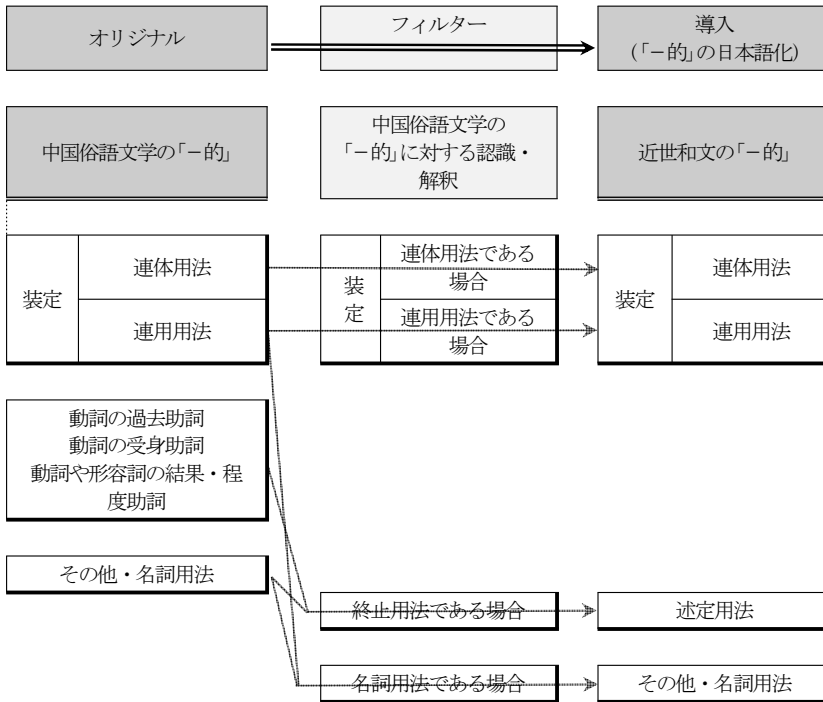 オリジナル
フィルター
導入
(「－的」の日本語化)
中国俗語文学の「－的」
中国俗語文学の
「－的」に対する認識・
解釈
近世和文の「－的」
装定
連体用法
連用用法
装
定
連体用法である
場合
連用用法である
場合
装定
連体用法
連用用法
動詞の過去助詞
動詞の受身助詞
動詞や形容詞の結果・程
度助詞
その他・名詞用法
終止用法である場合
述定用法
名詞用法である場合
その他・名詞用法